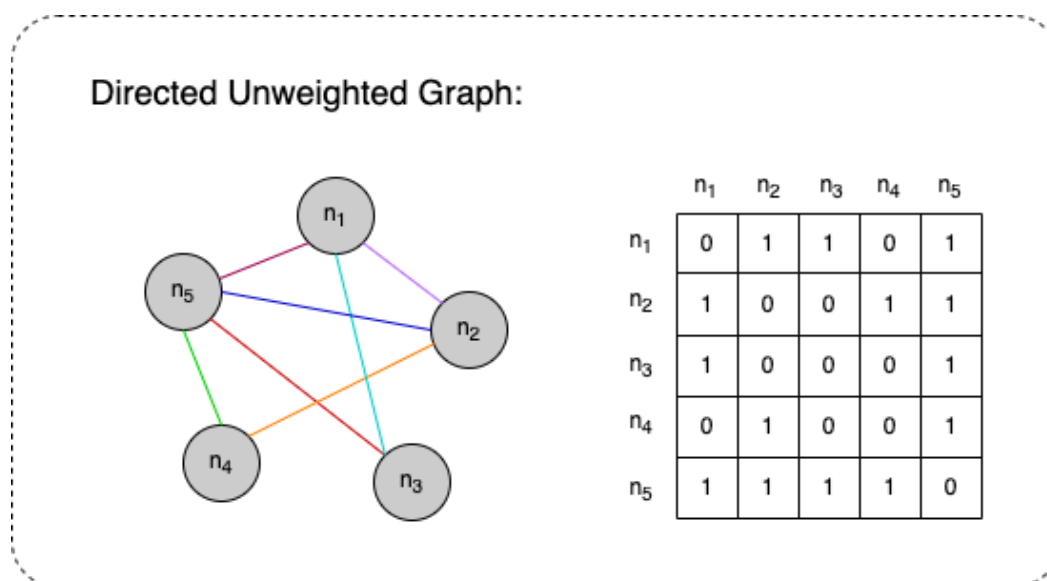 Directed Unweighted Graph:
n₁
n₅
n₂
n₄
n₃
n₁ n₂ n₃ n₄ n₅
n₁ 0 1 1 0 1
n₂ 1 0 0 1 1
n₃ 1 0 0 0 1
n₄ 0 1 0 0 1
n₅ 1 1 1 1 0